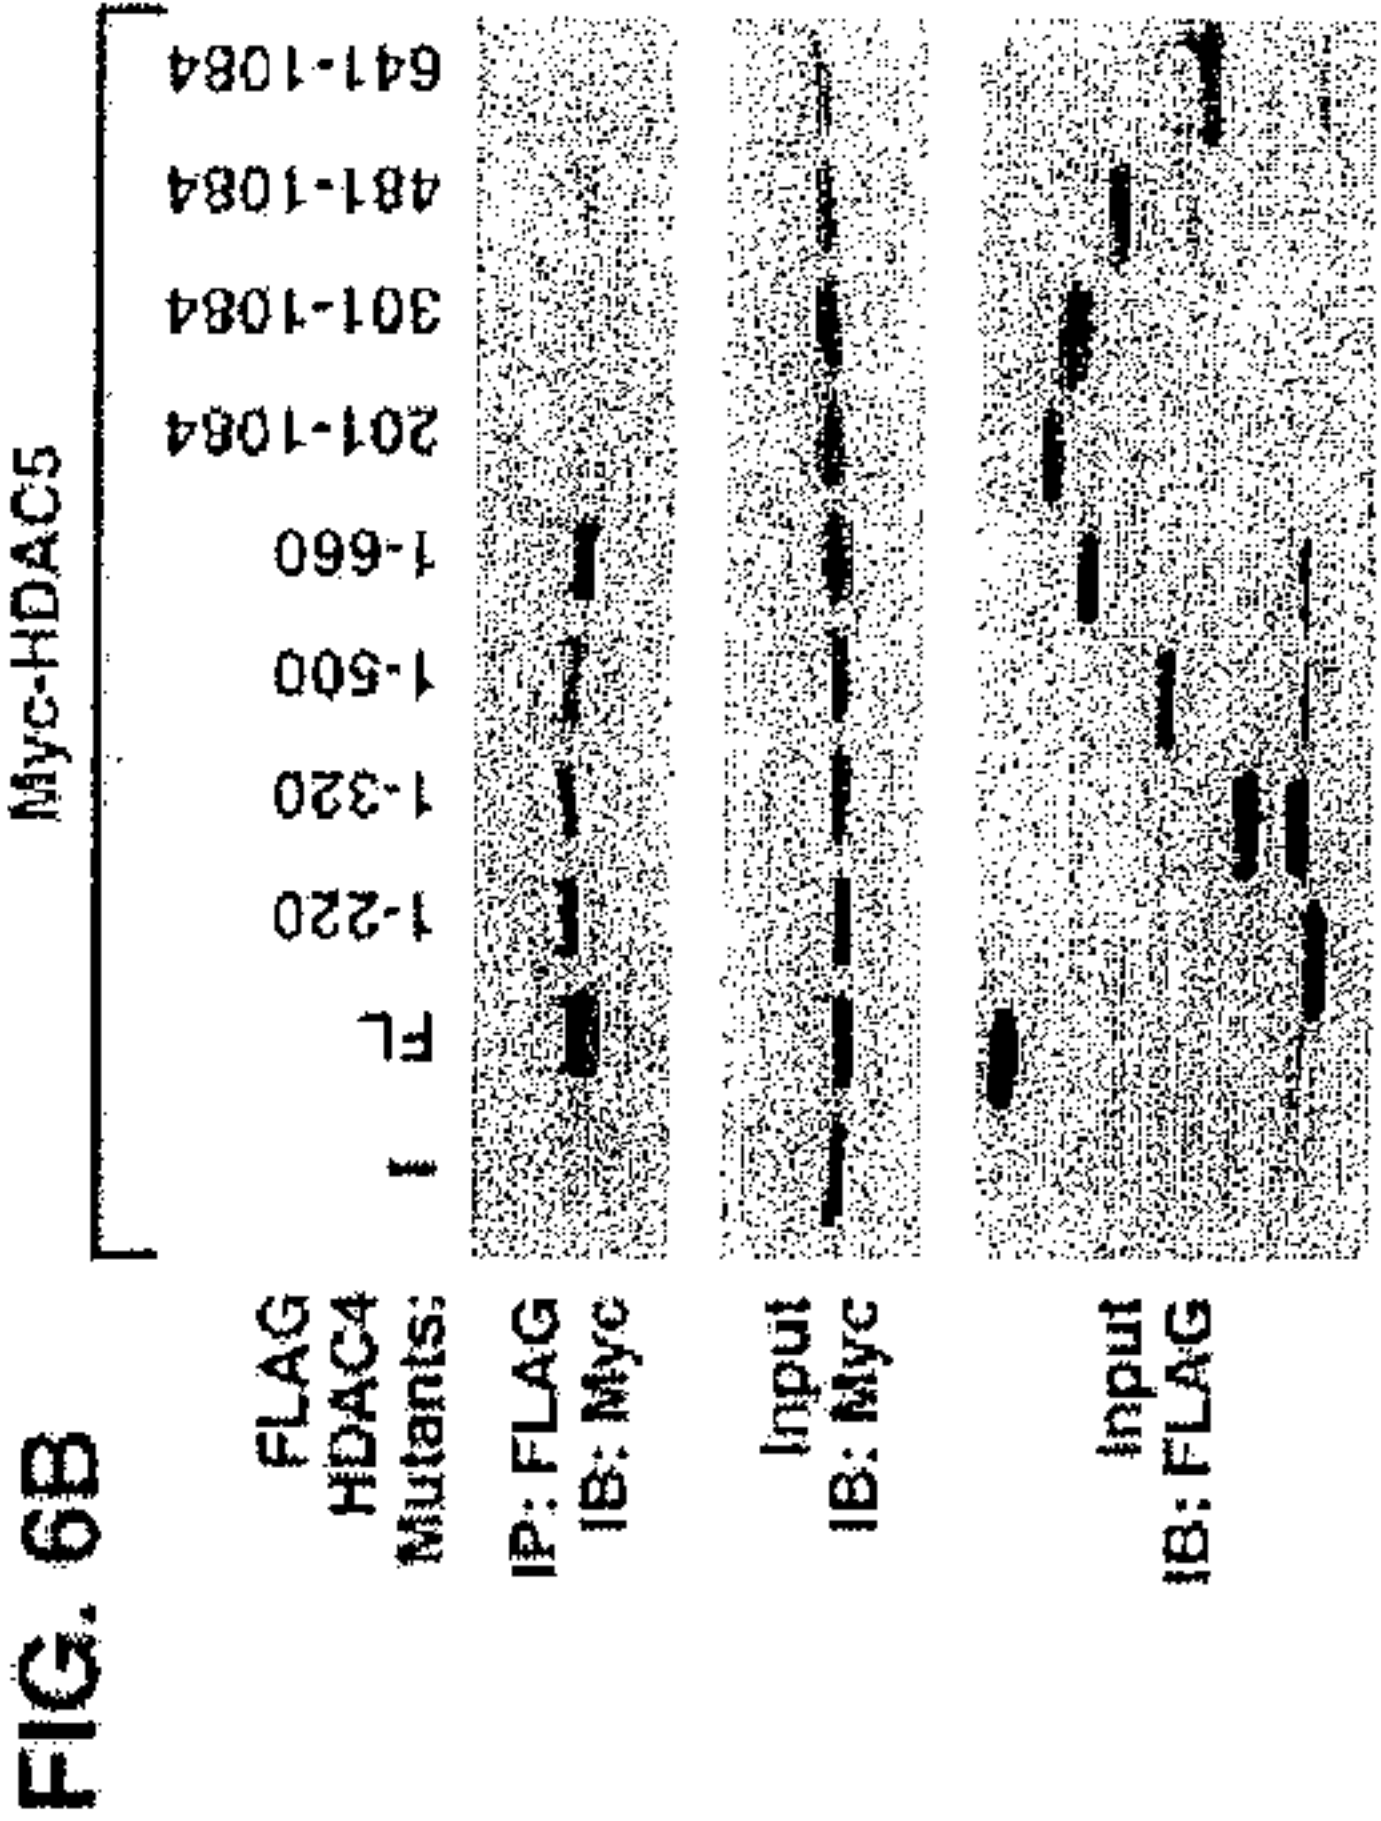 FIG. 6B
Myc-HDAC5
FLAG
HDAC4
Mutants:
-
FL
1-220
1-320
1-500
1-660
201-1084
301-1084
481-1084
641-1084
IP: FLAG
IB: Myc
Input
IB: Myc
Input
IB: FLAG